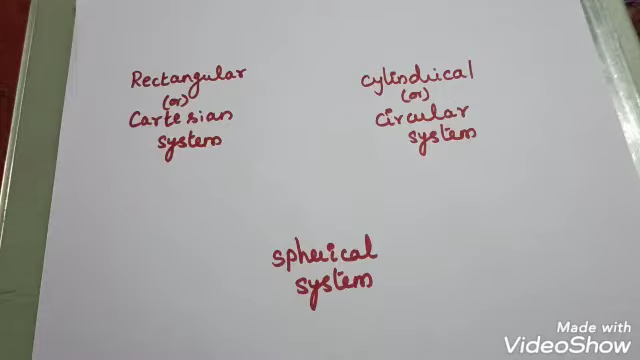 Rectangular
(or)
Cartesian
system
cylindrical
(or)
circular
system
spherical
system
Made with
VideoShow